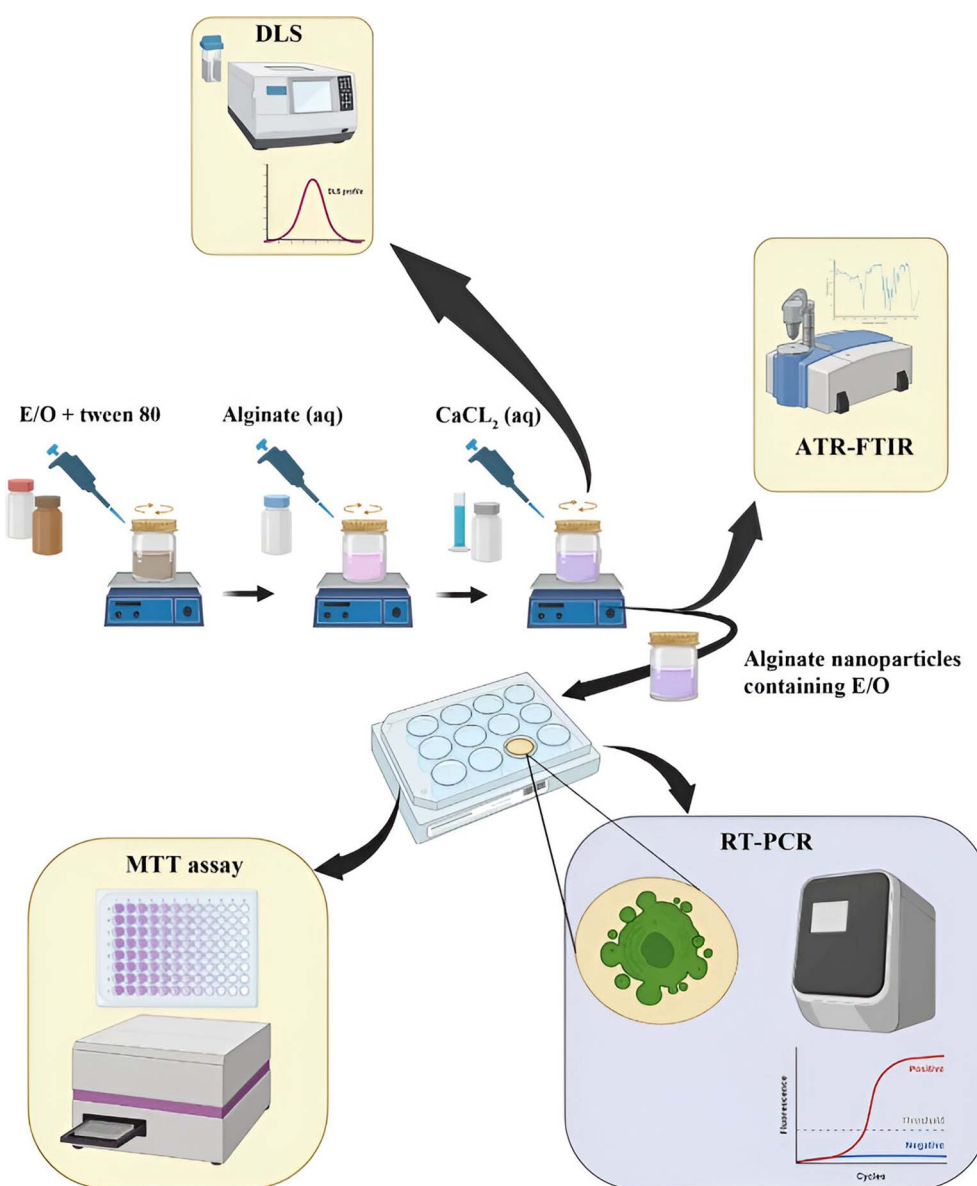 DLS
DLS profile
ATR-FTIR
E/O + tween 80
Alginate (aq)
CaCL₂ (aq)
Alginate nanoparticles
containing E/O
MTT assay
RT-PCR
Fluorescence
Positive
Threshold
Negative
Cycles